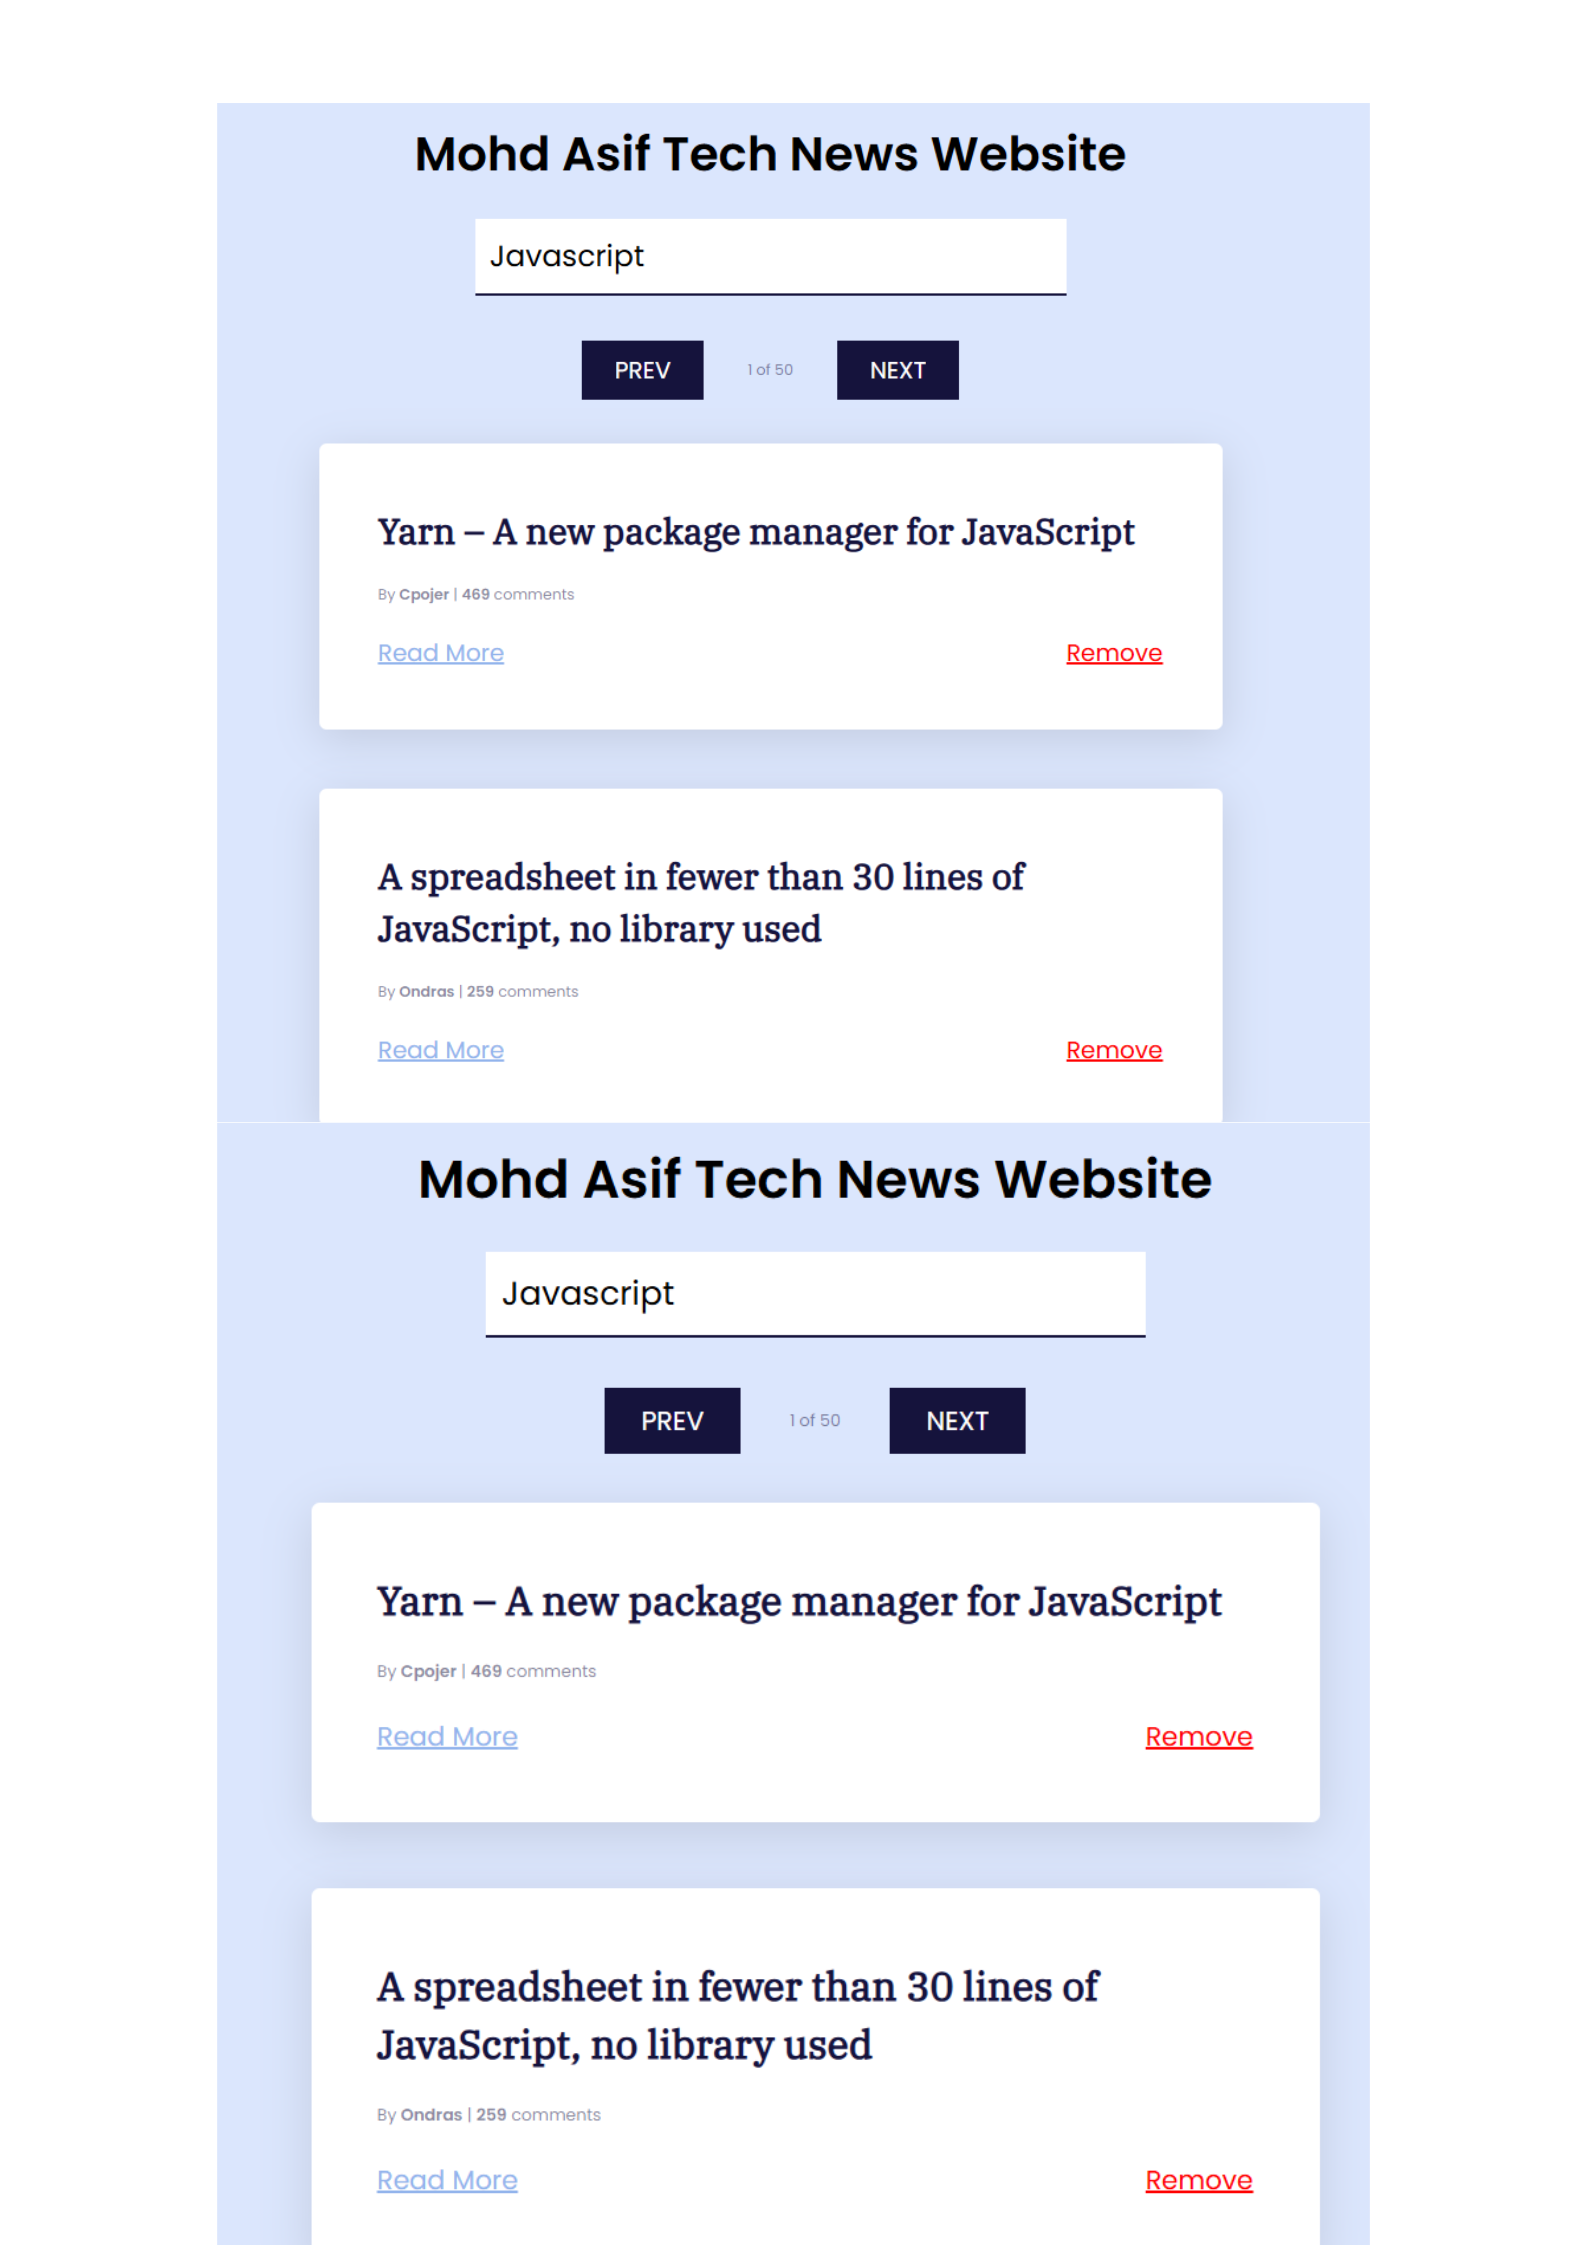 Mohd Asif Tech News Website
Javascript
PREV 1 of 50 NEXT
Yarn – A new package manager for JavaScript
By Cpojer | 469 comments
Read More Remove
A spreadsheet in fewer than 30 lines of
JavaScript, no library used
By Ondras | 259 comments
Read More Remove
Mohd Asif Tech News Website
Javascript
PREV 1 of 50 NEXT
Yarn – A new package manager for JavaScript
By Cpojer | 469 comments
Read More Remove
A spreadsheet in fewer than 30 lines of
JavaScript, no library used
By Ondras | 259 comments
Read More Remove